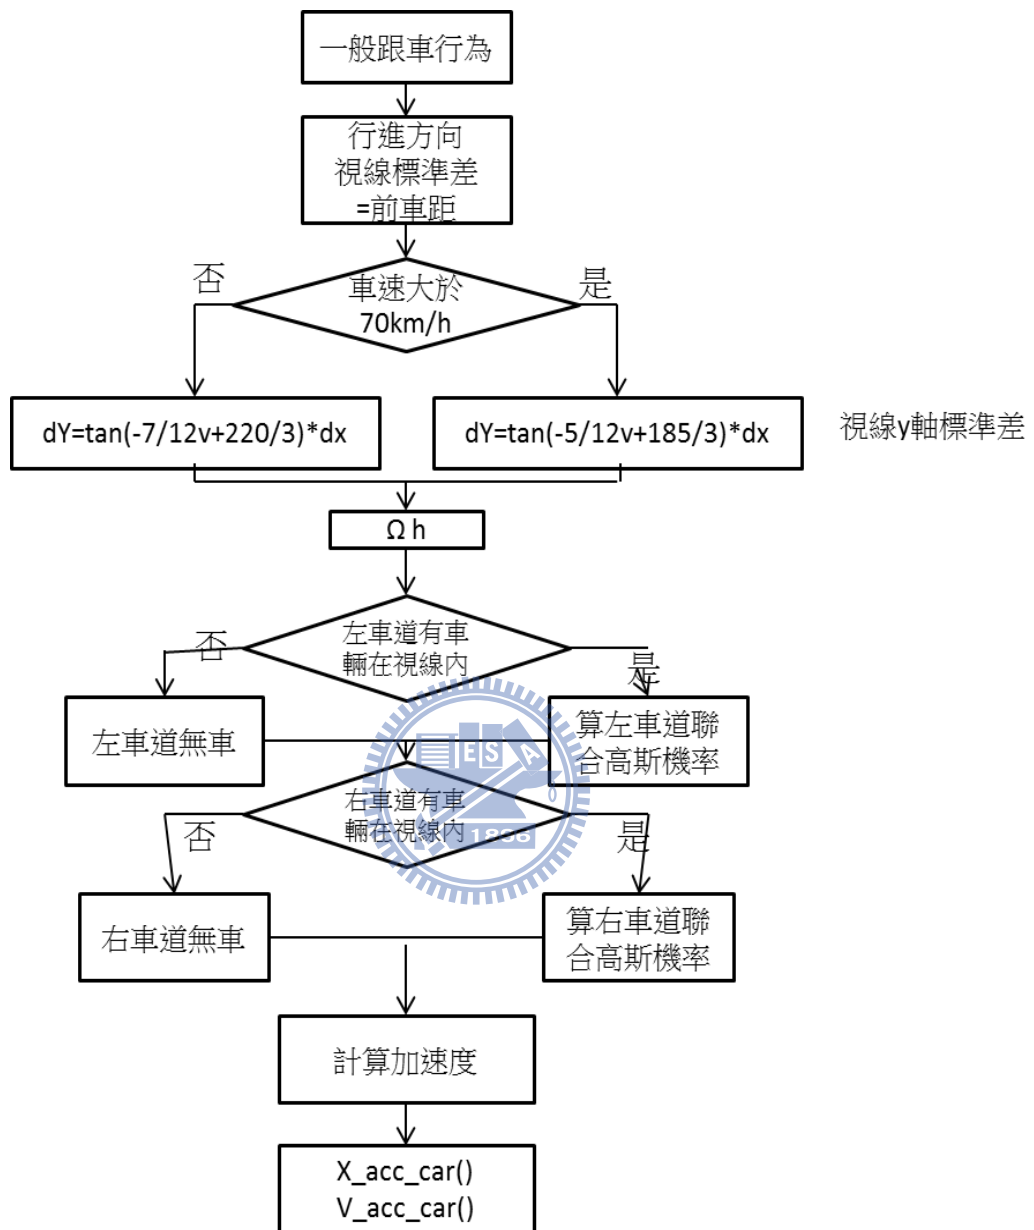 一般跟車行為
行進方向
視線標準差
=前車距
否
是
車速大於
70km/h
dY=tan(-7/12v+220/3)*dx
dY=tan(-5/12v+185/3)*dx
視線y軸標準差
Ω h
否
左車道有車
輛在視線內
是
左車道無車
算左車道聯
合高斯機率
ESA
右車道有車
輛在視線內
1896
否
是
右車道無車
算右車道聯
合高斯機率
計算加速度
X_acc_car()
V_acc_car()